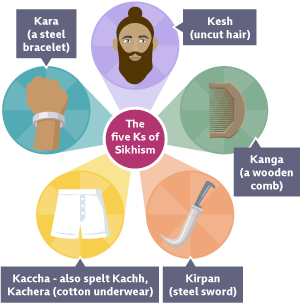 Kara
(a steel
bracelet)
Kesh
(uncut hair)
The
five Ks of
Sikhism
Kanga
(a wooden
comb)
Kaccha - also spelt Kachh,
Kachera (cotton underwear)
Kirpan
(steel sword)